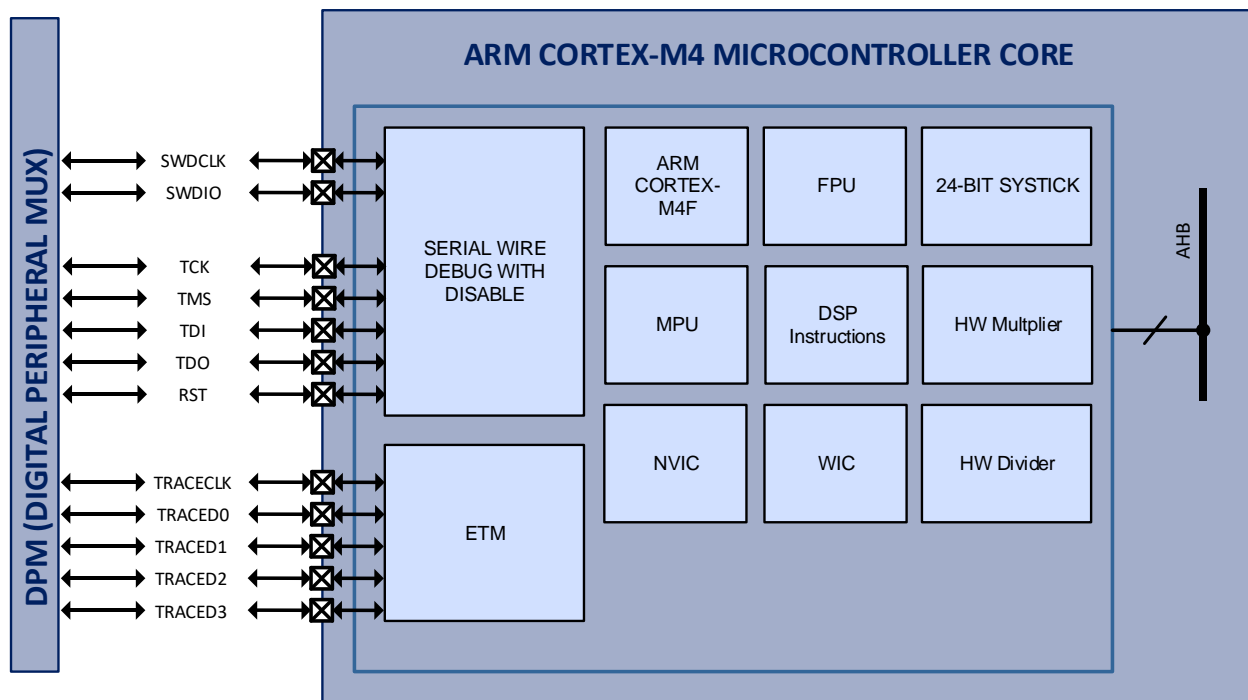 ARM CORTEX-M4 MICROCONTROLLER CORE
DPM (DIGITAL PERIPHERAL MUX)
SWDCLK
SWDIO
TCK
TMS
TDI
TDO
RST
TRACECLK
TRACED0
TRACED1
TRACED2
TRACED3
SERIAL WIRE
DEBUG WITH
DISABLE
ETM
ARM
CORTEX-
M4F
FPU
24-BIT SYSTICK
MPU
DSP
Instructions
HW Multplier
NVIC
WIC
HW Divider
AHB